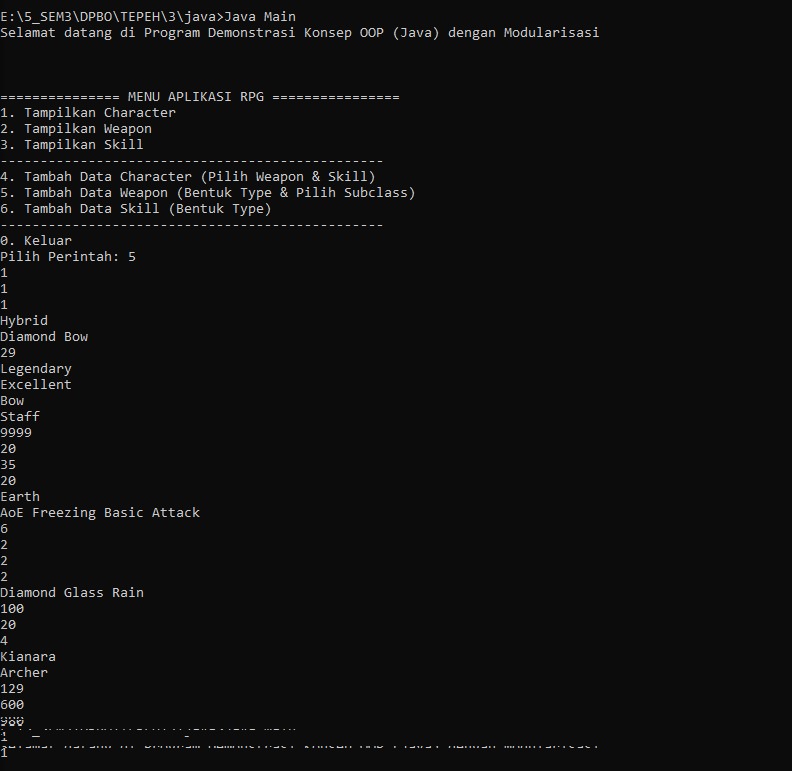 E:\5_SEM3\DPBO\TEPEH\3\java>Java Main
Selamat datang di Program Demonstrasi Konsep OOP (Java) dengan Modularisasi
=============== MENU APLIKASI RPG ================
1. Tampilkan Character
2. Tampilkan Weapon
3. Tampilkan Skill
------------------------------------------------
4. Tambah Data Character (Pilih Weapon & Skill)
5. Tambah Data Weapon (Bentuk Type & Pilih Subclass)
6. Tambah Data Skill (Bentuk Type)
------------------------------------------------
0. Keluar
Pilih Perintah: 5
1
1
1
Hybrid
Diamond Bow
29
Legendary
Excellent
Bow
Staff
9999
20
35
20
Earth
AoE Freezing Basic Attack
6
2
2
2
Diamond Glass Rain
100
20
4
Kianara
Archer
129
600
1
1